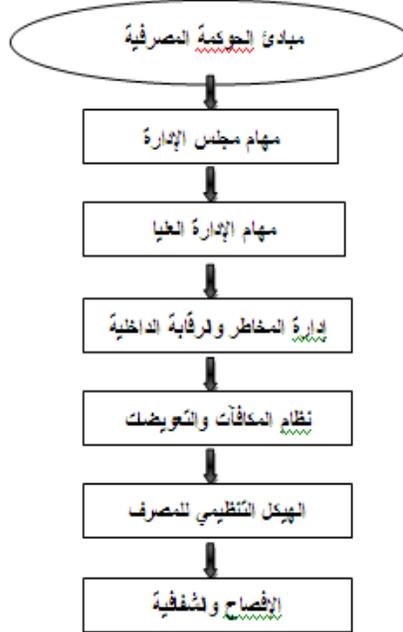 مبادئ الحوكمة المصرفية
مهام مجلس الإدارة
مهام الإدارة العليا
إدارة المخاطر والرقابة الداخلية
نظام المكافآت والتعويضات
الهيكل التنظيمي للمصرف
الإفصاح والشفافية